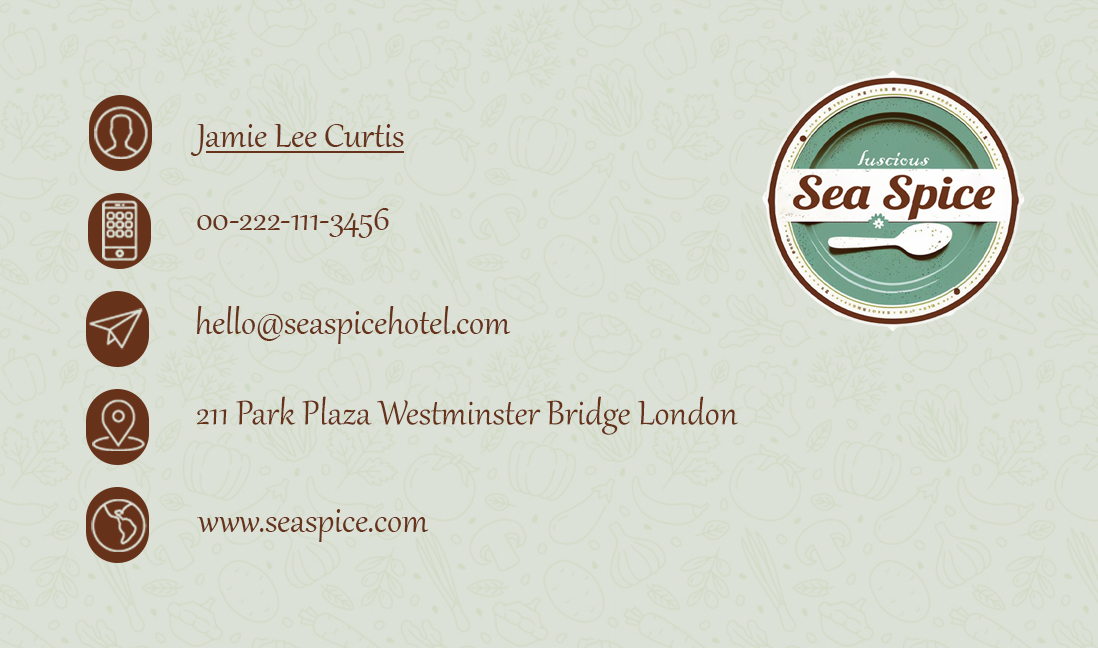 Jamie Lee Curtis
00-222-111-3456
hello@seaspicehotel.com
211 Park Plaza Westminster Bridge London
www.seaspice.com
luscious
Sea Spice